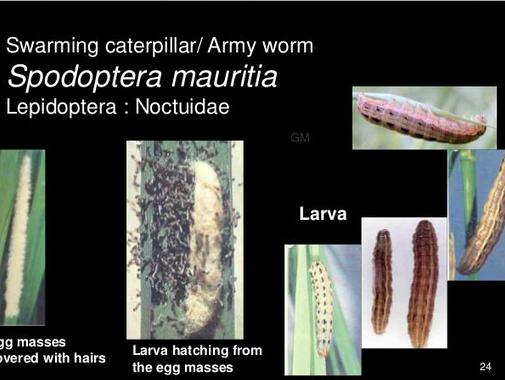 Swarming caterpillar/ Army worm
Spodoptera mauritia
Lepidoptera : Noctuidae
GM
Larva
gg masses
overed with hairs
Larva hatching from
the egg masses
24